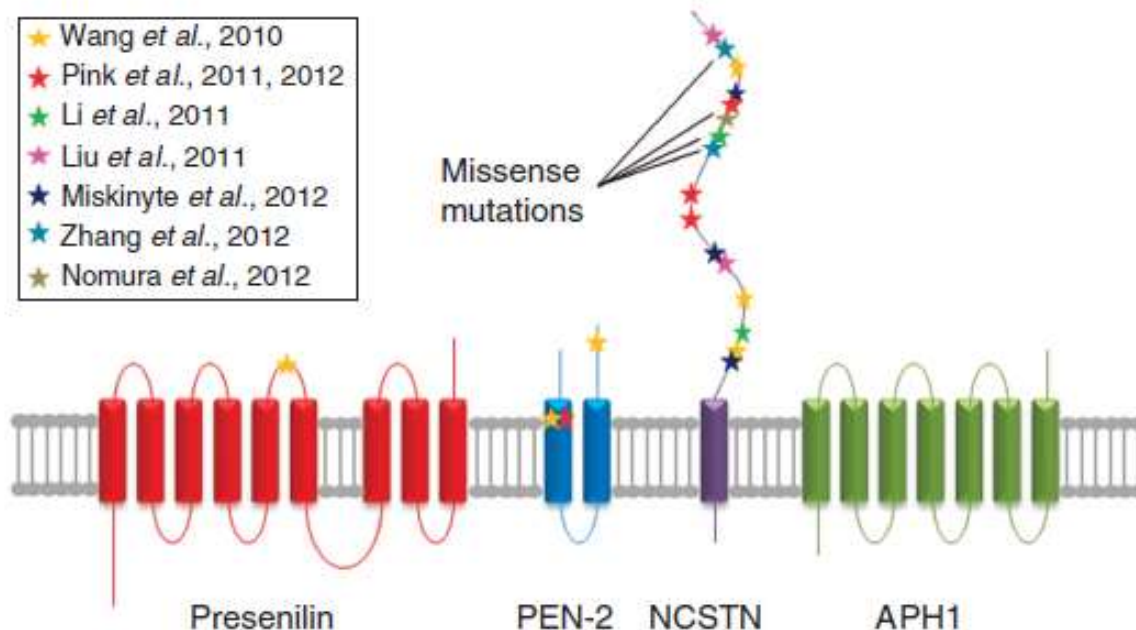 Wang et al., 2010
Pink et al., 2011, 2012
Li et al., 2011
Liu et al., 2011
Miskinyte et al., 2012
Zhang et al., 2012
Nomura et al., 2012
Missense
mutations
Presenilin
PEN-2
NCSTN
APH1